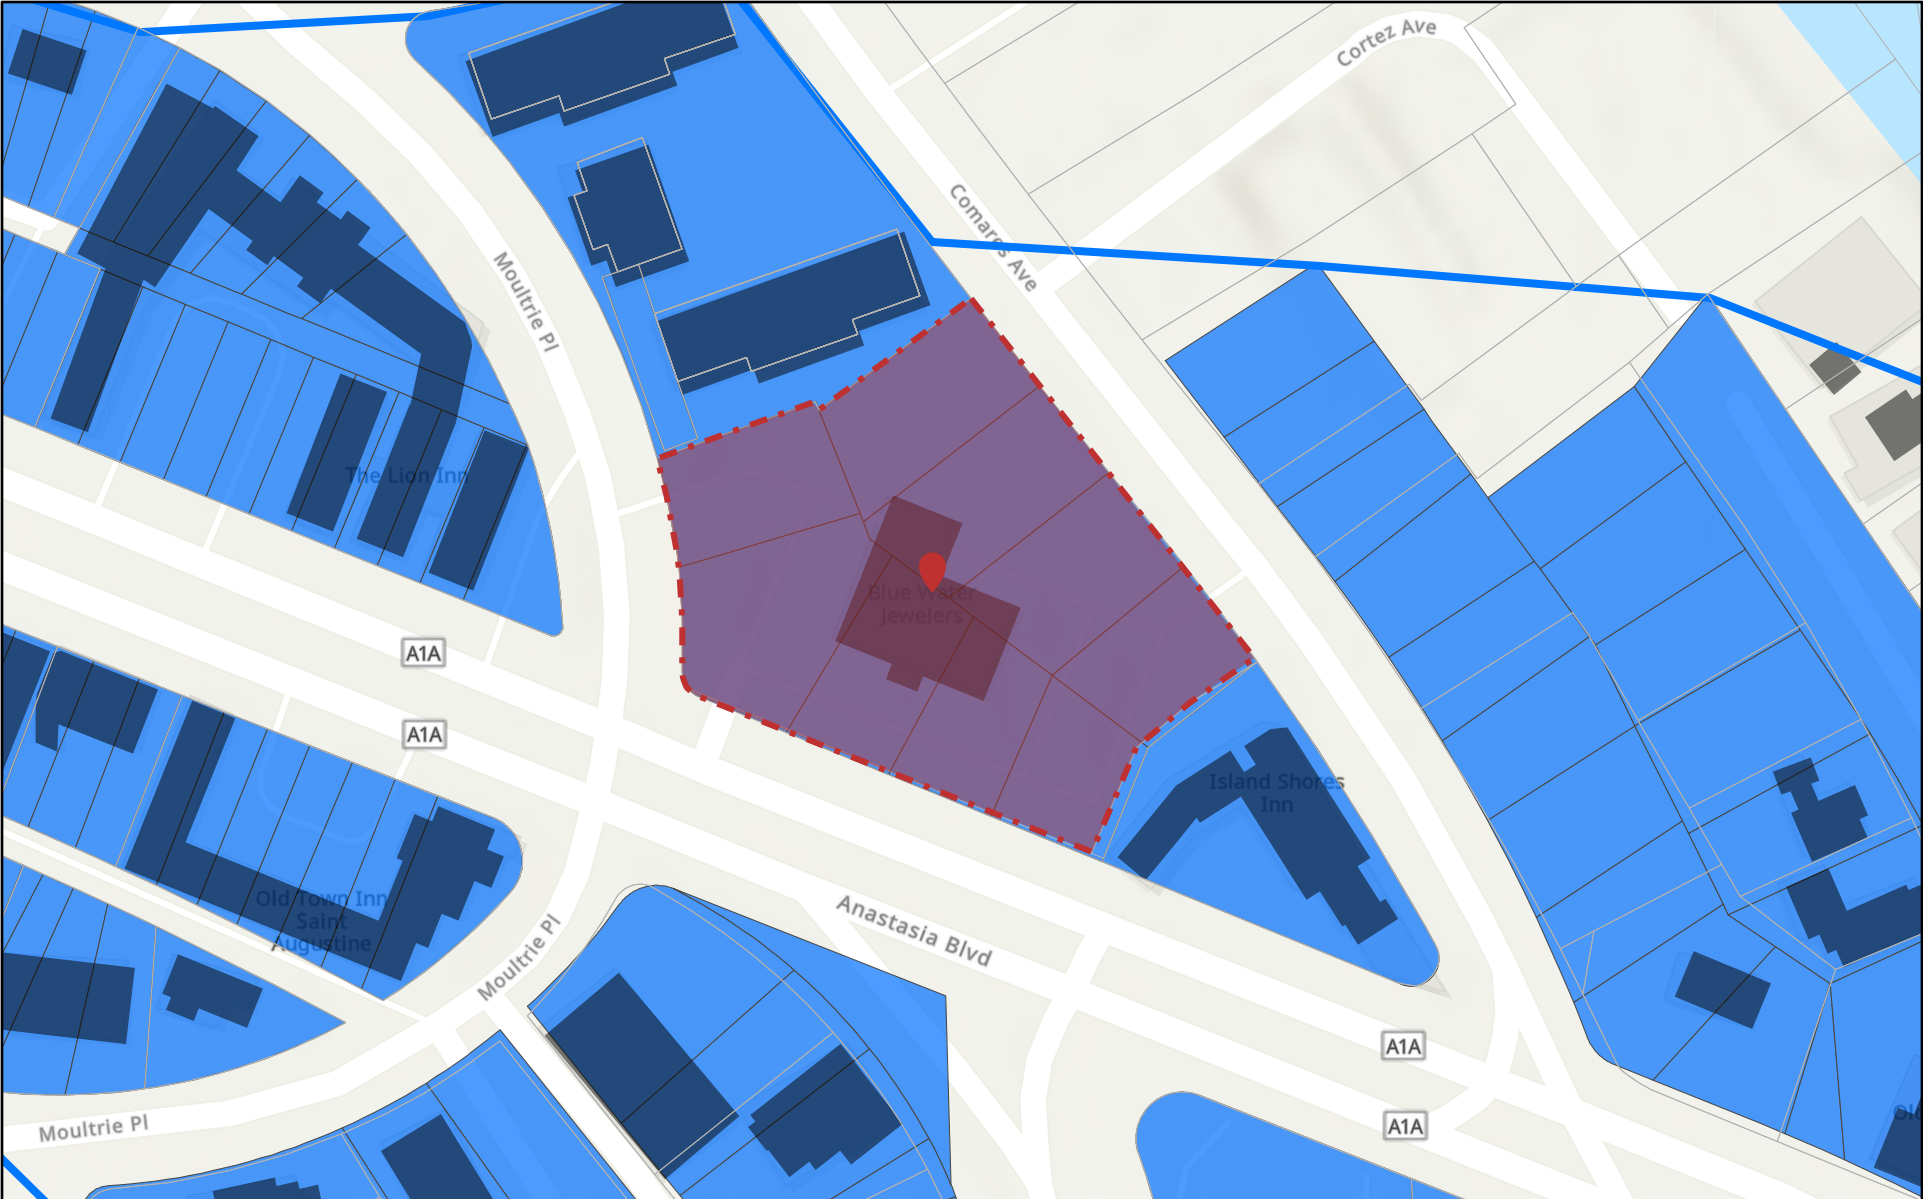 Cortez Ave
Comares Ave
Moultrie Pl
The Lion Inn
Blue Water
Jewelers
A1A
A1A
Island Shores
Inn
Old Town Inn
Saint
Augustine
Anastasia Blvd
Moultrie Pl
A1A
A1A
Moultrie Pl